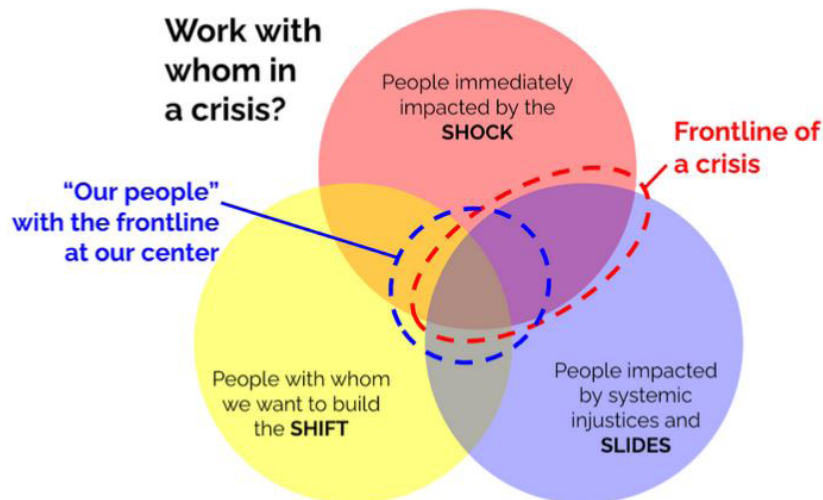 Work with
whom in
a crisis?
People immediately
impacted by the
SHOCK
Frontline of
a crisis
“Our people”
with the frontline
at our center
People with whom
we want to build
the SHIFT
People impacted
by systemic
injustices and
SLIDES